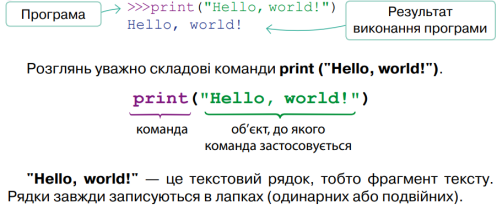 Програма
>>>print("Hello, world!")
Hello, world!
Результат
виконання програми
Розглянь уважно складові команди print ("Hello, world!").
print("Hello, world!")
команда
об'єкт, до якого
команда застосовується
"Hello, world!" — це текстовий рядок, тобто фрагмент тексту.
Рядки завжди записуються в лапках (одинарних або подвійних).